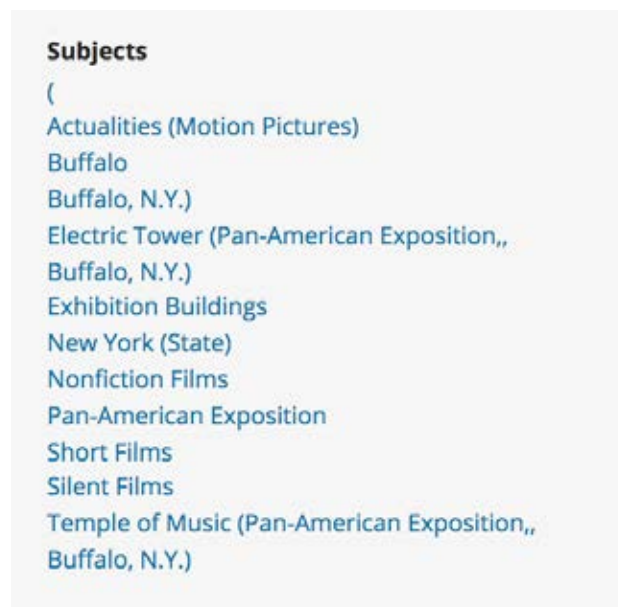 Subjects
(
Actualities (Motion Pictures)
Buffalo
Buffalo, N.Y.)
Electric Tower (Pan-American Exposition,,
Buffalo, N.Y.)
Exhibition Buildings
New York (State)
Nonfiction Films
Pan-American Exposition
Short Films
Silent Films
Temple of Music (Pan-American Exposition,,
Buffalo, N.Y.)